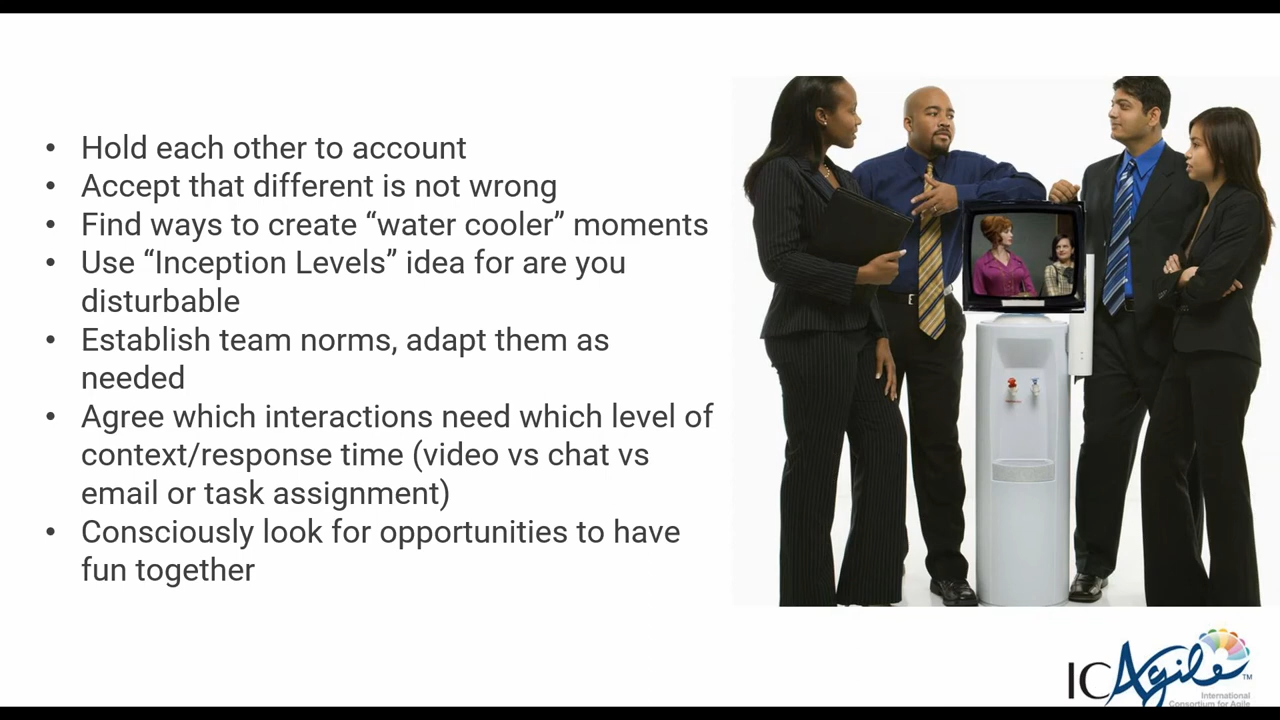 • Hold each other to account
• Accept that different is not wrong
• Find ways to create “water cooler” moments
• Use “Inception Levels” idea for are you
disturbable
• Establish team norms, adapt them as
needed
• Agree which interactions need which level of
context/response time (video vs chat vs
email or task assignment)
• Consciously look for opportunities to have
fun together
ICAgile™
International
Consortium for Agile